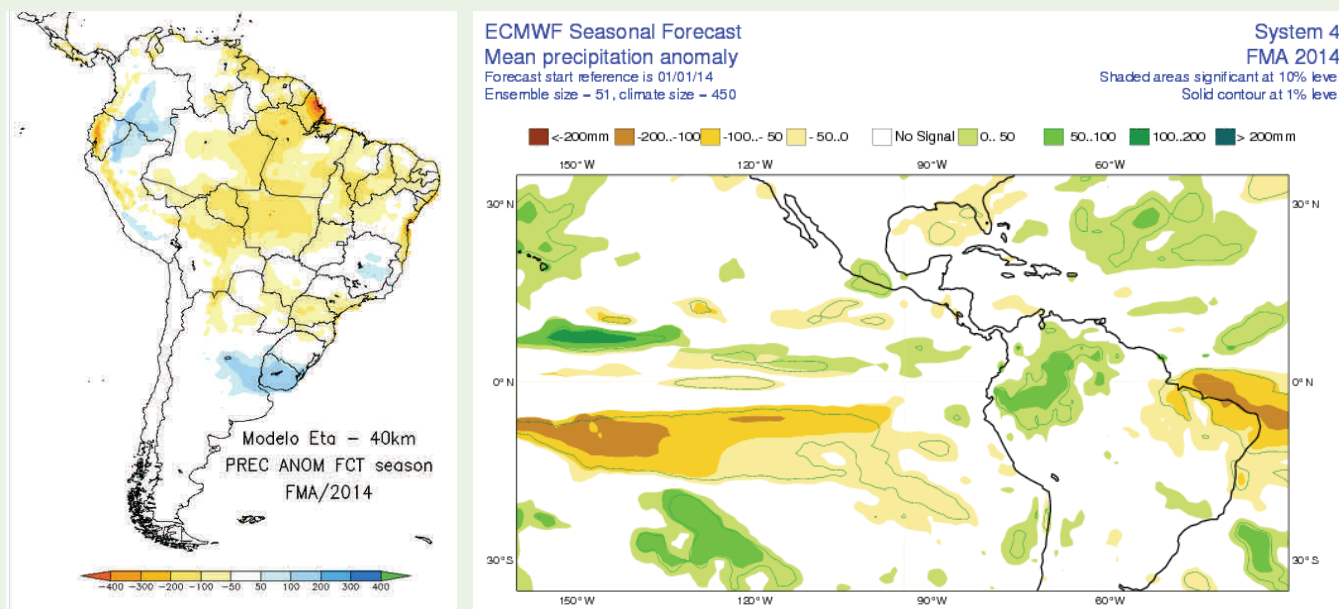 Modelo Eta – 40km
PREC ANOM FCT season
FMA/2014
−400 −300 −200 −100 −50 50 100 200 300 400
ECMWF Seasonal Forecast
Mean precipitation anomaly
Forecast start reference is 01/01/14
Ensemble size = 51, climate size = 450
System 4
FMA 2014
Shaded areas significant at 10% leve
Solid contour at 1% leve
<-200mm -200..-100 -100..- 50 - 50..0 No Signal 0.. 50 50..100 100..200 > 200mm
150°W 120°W 90°W 60°W
30°N 30°N
0°N 0°N
30°S 30°S
150°W 120°W 90°W 60°W